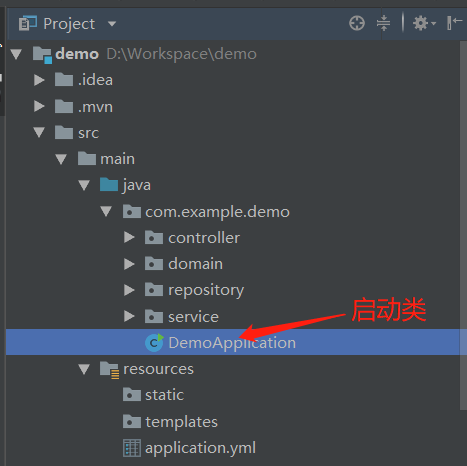 Project
demo D:\Workspace\demo
.idea
.mvn
src
main
java
com.example.demo
controller
domain
repository
service
启动类
DemoApplication
resources
static
templates
application.yml